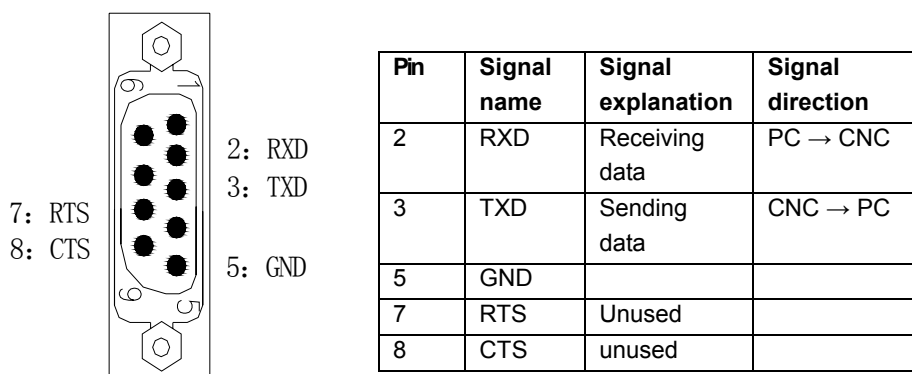 6
1
2: RXD
3: TXD
7: RTS
8: CTS
5: GND
9
5
Pin Signal name Signal explanation Signal direction
2 RXD Receiving data PC → CNC
3 TXD Sending data CNC → PC
5 GND
7 RTS Unused
8 CTS unused